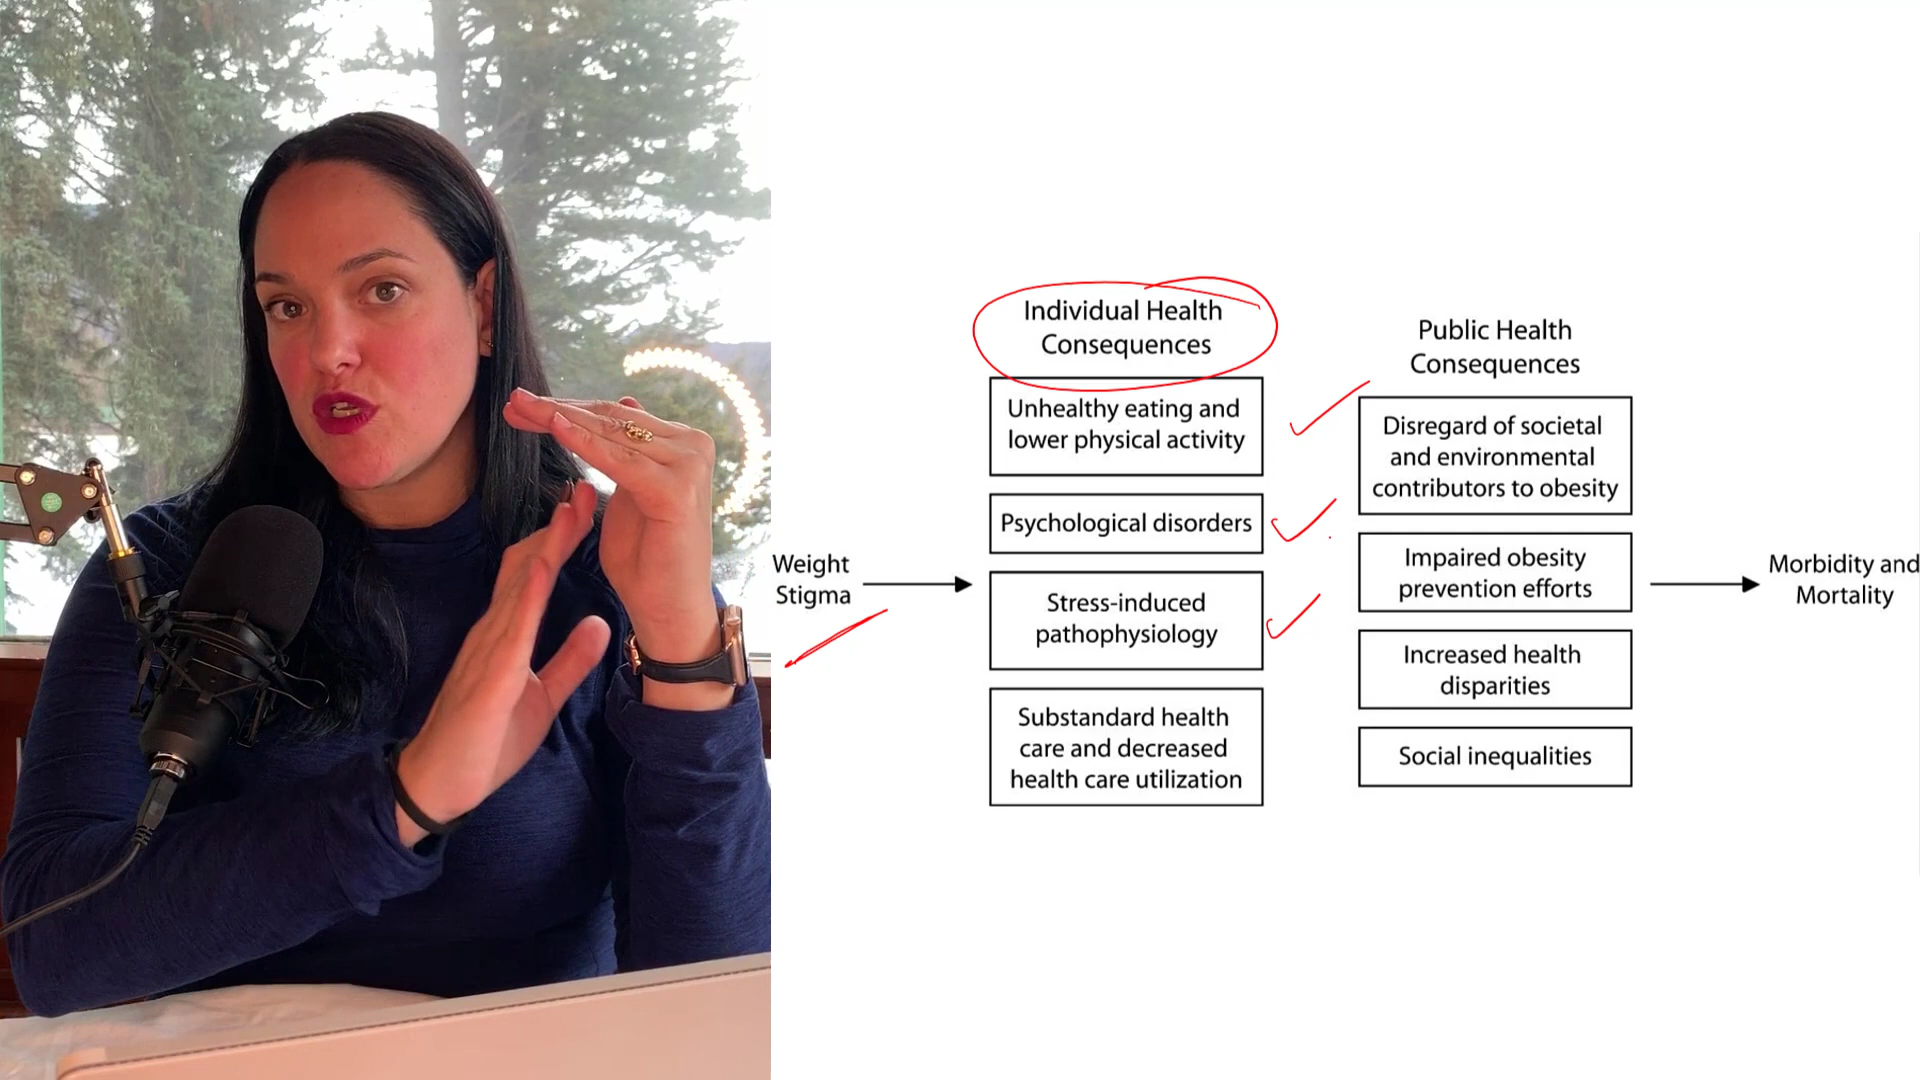 Weight
Stigma
Individual Health
Consequences
Unhealthy eating and
lower physical activity
Psychological disorders
Stress-induced
pathophysiology
Substandard health
care and decreased
health care utilization
Public Health
Consequences
Disregard of societal
and environmental
contributors to obesity
Impaired obesity
prevention efforts
Increased health
disparities
Social inequalities
Morbidity and
Mortality